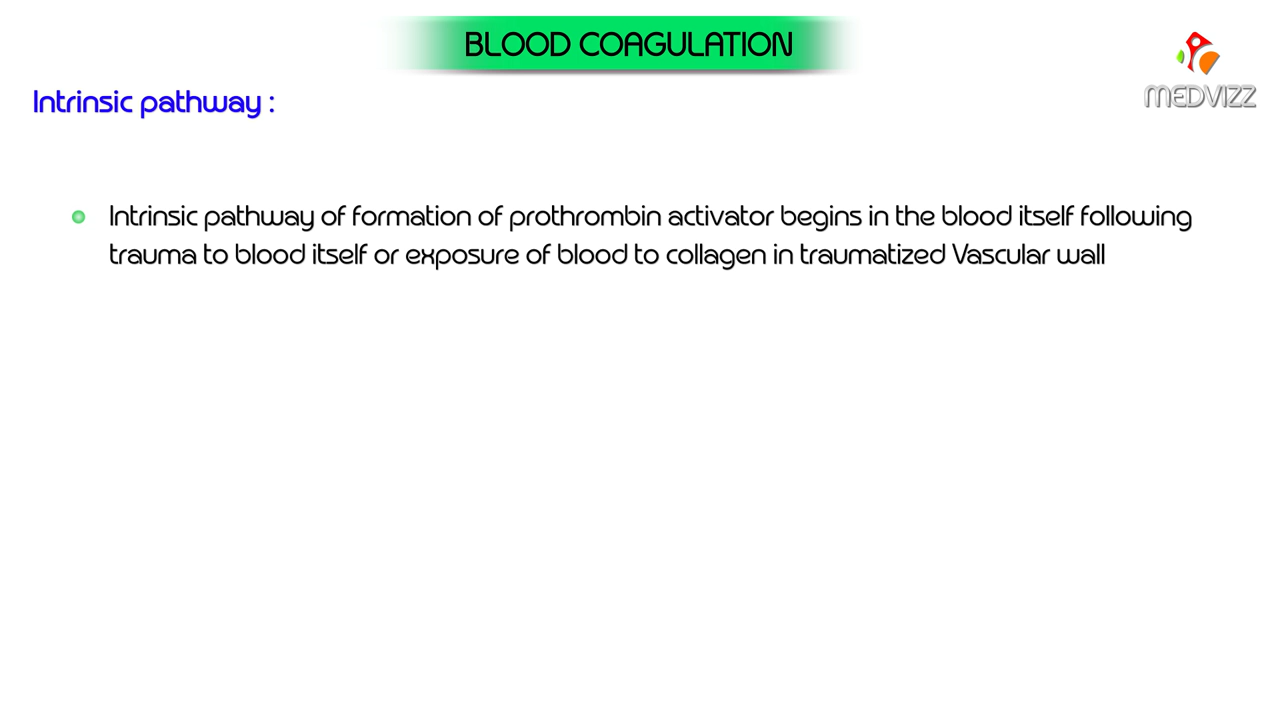 BLOOD COAGULATION
MEDVIZZ
Intrinsic pathway :
Intrinsic pathway of formation of prothrombin activator begins in the blood itself following
trauma to blood itself or exposure of blood to collagen in traumatized Vascular wall